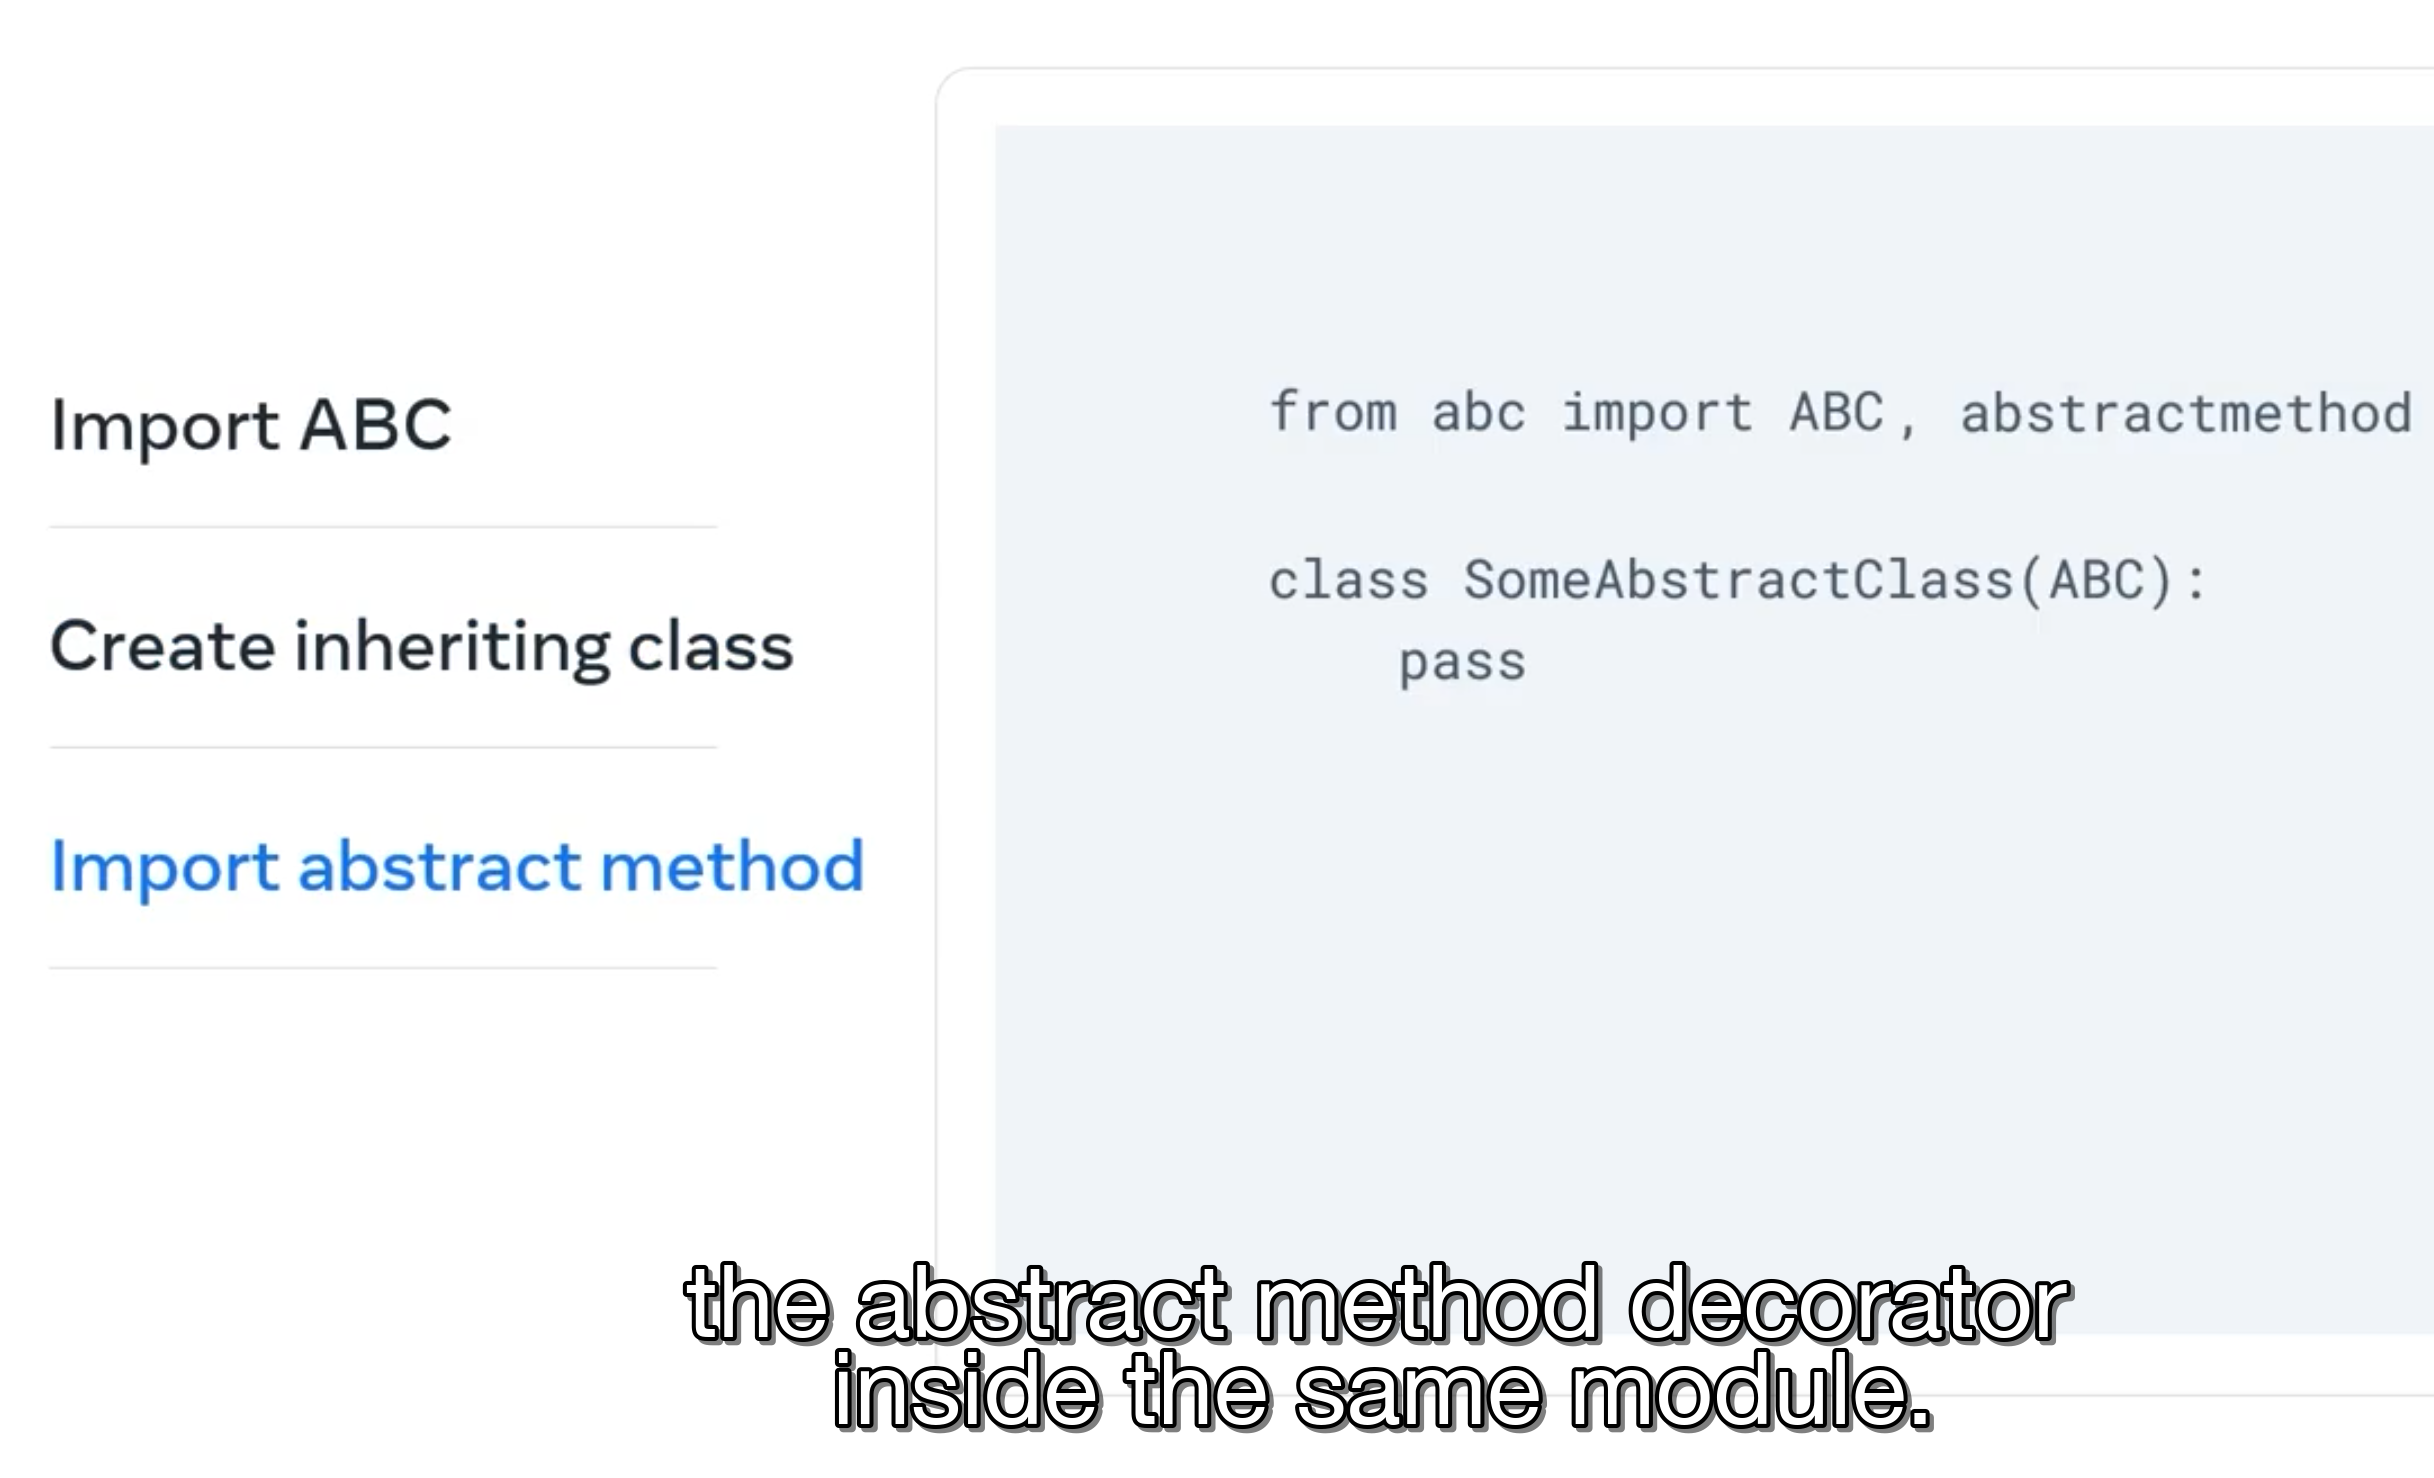 Import ABC
Create inheriting class
Import abstract method
from abc import ABC, abstractmethod
class SomeAbstractClass(ABC):
    pass
the abstract method decorator
inside the same module.